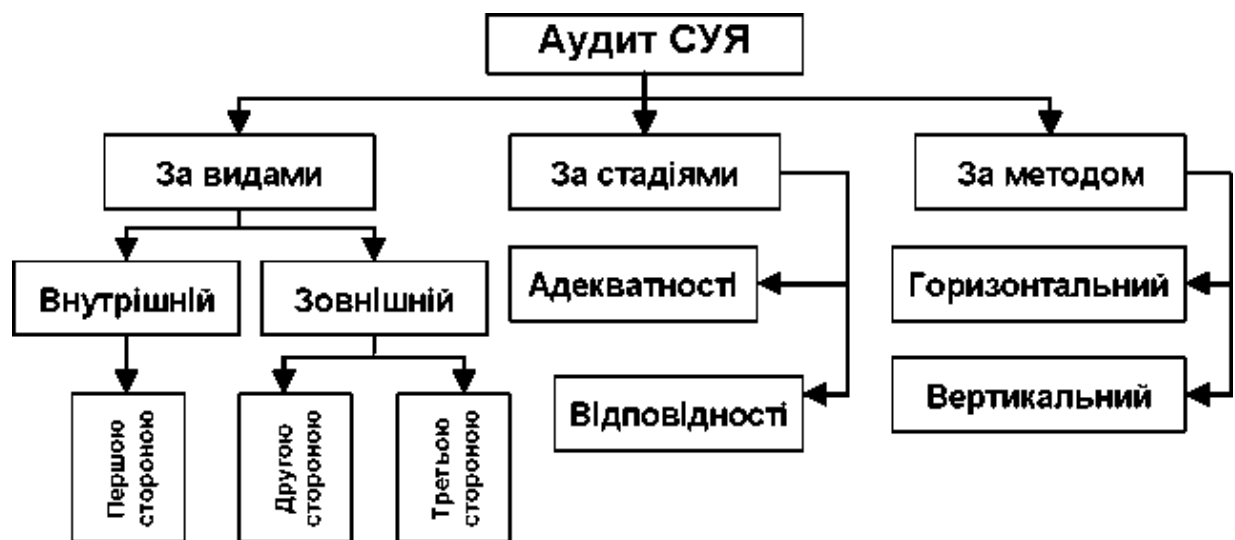 Аудит СУЯ
За видами
За стадіями
За методом
Внутрішній
Зовнішній
Адекватності
Горизонтальний
Відповідності
Вертикальний
Першою
стороною
Другою
стороною
Третьою
стороною